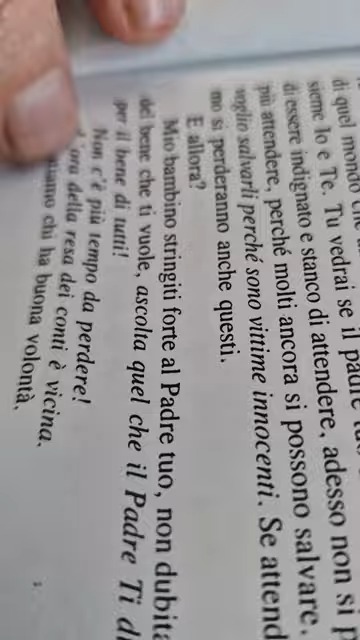 di quel mondo che
sieme Io e Te. Tu vedrai se il padre tuo
di essere indignato e stanco di attendere, adesso non si
più attendere, perché molti ancora si possono salvare.
voglio salvarli perché sono vittime innocenti. Se attend
mo si perderanno anche questi.
E allora?
Mio bambino stringiti forte al Padre tuo, non dubita
del bene che ti vuole, ascolta quel che il Padre Ti di
per il bene di tutti!
Non c'è più tempo da perdere!
ora della resa dei conti è vicina.
chi ha buona volontà.